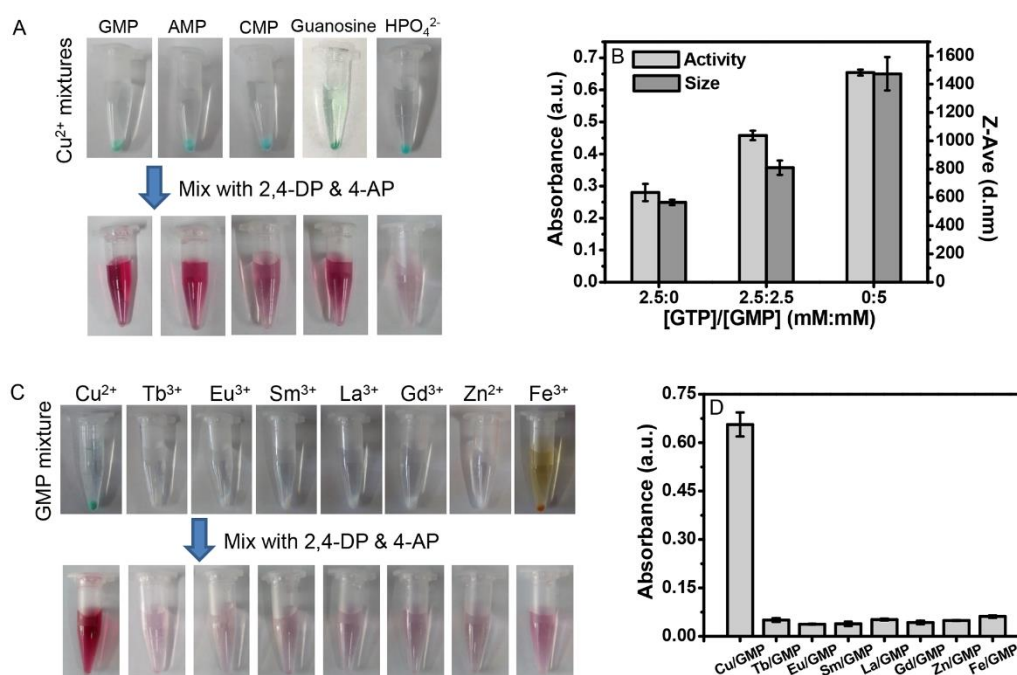 A
GMP AMP CMP Guanosine HPO₄²⁻
Cu²⁺ mixtures
Mix with 2,4-DP & 4-AP
B
Activity
Size
Absorbance (a.u.)
0.7
0.6
0.5
0.4
0.3
0.2
0.1
0.0
Z-Ave (d.nm)
1600
1400
1200
1000
800
600
400
200
0
2.5:0 2.5:2.5 0:5
[GTP]/[GMP] (mM:mM)
C
Cu²⁺ Tb³⁺ Eu³⁺ Sm³⁺ La³⁺ Gd³⁺ Zn²⁺ Fe³⁺
GMP mixture
Mix with 2,4-DP & 4-AP
D
Absorbance (a.u.)
0.75
0.60
0.45
0.30
0.15
0.00
Cu/GMP Tb/GMP Eu/GMP Sm/GMP La/GMP Gd/GMP Zn/GMP Fe/GMP